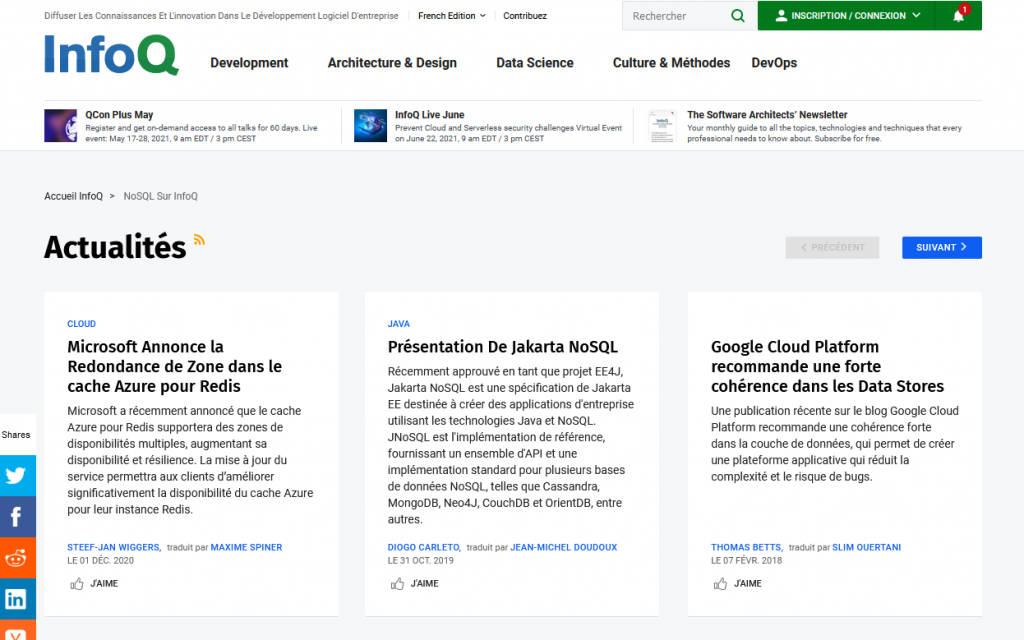 Diffuser Les Connaissances Et L'innovation Dans Le Développement Logiciel D'entreprise
French Edition
Contribuez
Rechercher
INSCRIPTION / CONNEXION
1
InfoQ
Development
Architecture & Design
Data Science
Culture & Méthodes
DevOps
QCon Plus May
Register and get on-demand access to all talks for 60 days. Live
event: May 17-28, 2021, 9 am EDT / 3 pm CEST
InfoQ Live June
Prevent Cloud and Serverless security challenges Virtual Event
on June 22, 2021, 9 am EDT / 3 pm CEST
The Software Architects' Newsletter
Your monthly guide to all the topics, technologies and techniques that every
professional needs to know about. Subscribe for free.
Accueil InfoQ > NoSQL Sur InfoQ
Actualités
PRÉCÉDENT
SUIVANT
CLOUD
Microsoft Annonce la
Redondance de Zone dans le
cache Azure pour Redis
Microsoft a récemment annoncé que le cache
Azure pour Redis supportera des zones de
disponibilités multiples, augmentant sa
disponibilité et résilience. La mise à jour du
service permettra aux clients d'améliorer
significativement la disponibilité du cache Azure
pour leur instance Redis.
STEEF-JAN WIGGERS, traduit par MAXIME SPINER
LE 01 DÉC. 2020
J'AIME
JAVA
Présentation De Jakarta NoSQL
Récemment approuvé en tant que projet EE4J,
Jakarta NoSQL est une spécification de Jakarta
EE destinée à créer des applications d'entreprise
utilisant les technologies Java et NoSQL.
JNoSQL est l'implémentation de référence,
fournissant un ensemble d'API et une
implémentation standard pour plusieurs bases
de données NoSQL, telles que Cassandra,
MongoDB, Neo4J, CouchDB et OrientDB, entre
autres.
DIOGO CARLETO, traduit par JEAN-MICHEL DOUDOUX
LE 31 OCT. 2019
J'AIME
Google Cloud Platform
recommande une forte
cohérence dans les Data Stores
Une publication récente sur le blog Google Cloud
Platform recommande une cohérence forte
dans la couche de données, qui permet de créer
une plateforme applicative qui réduit la
complexité et le risque de bugs.
THOMAS BETTS, traduit par SLIM OUERTANI
LE 07 FÉVR. 2018
J'AIME
Shares